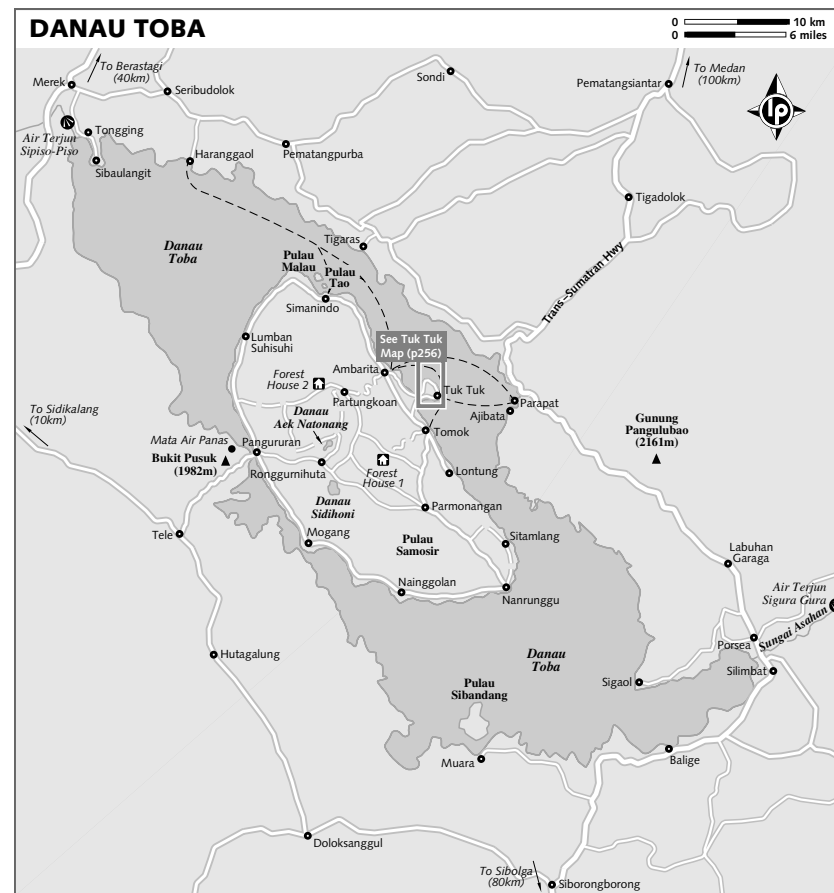 DANAU TOBA
0 10 km
0 6 miles
To Berastagi
(40km)
Merek
Seribudolok
Sondi
Pematangsiantar
To Medan
(100km)
lp
Air Terjun
Sipiso-Piso
Tongging
Sibaulangit
Haranggaol
Pematangpurba
Tigadolok
Danau
Toba
Tigaras
Pulau
Malau
Pulau
Tao
Simanindo
Trans-Sumatran Hwy
Lumban
Suhisuhi
See Tuk Tuk
Map (p256)
Ambarita
Forest
House 2
Partungkoan
Tuk Tuk
Parapat
Ajibata
To Sidikalang
(10km)
Danau
Aek Natonang
Tomok
Gunung
Panguluhao
(2161m)
Mata Air Panas
Bukit Pusuk
(1982m)
Pangururan
Ronggurnihuta
Forest
House 1
Lontung
Danau
Sidihoni
Parmonangan
Tele
Mogang
Pulau
Samosir
Sitamlang
Labuhan
Garaga
Nainggolan
Nanrunggu
Air Terjun
Sigura Gura
Sungai Asahan
Hutagalung
Danau
Toba
Porsea
Silimbat
Pulau
Sibandang
Sigaol
Muara
Balige
Doloksanggul
To Sibolga
(80km)
Siborongborong